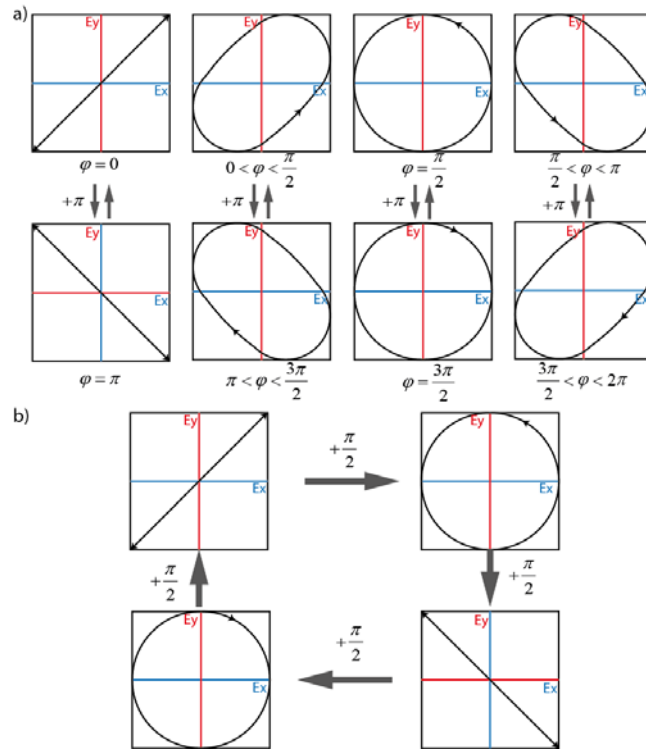 a)
Ey Ey Ey Ey
Ex Ex Ex Ex
φ = 0 0 < φ < π/2 φ = π/2 π/2 < φ < π
+π +π +π +π
Ey Ey Ey Ey
Ex Ex Ex Ex
φ = π π < φ < 3π/2 φ = 3π/2 3π/2 < φ < 2π
b)
Ey +π/2 Ey
Ex Ex
+π/2 +π/2
Ey +π/2 Ey
Ex Ex